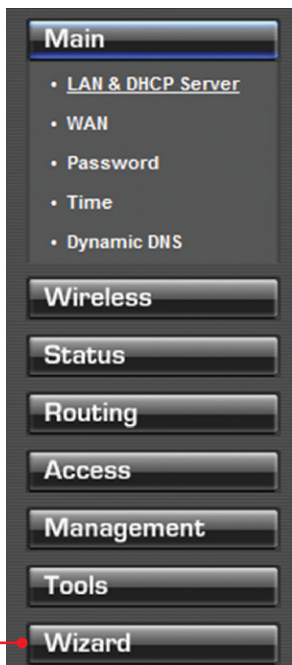 Main
• LAN & DHCP Server
• WAN
• Password
• Time
• Dynamic DNS
Wireless
Status
Routing
Access
Management
Tools
Wizard